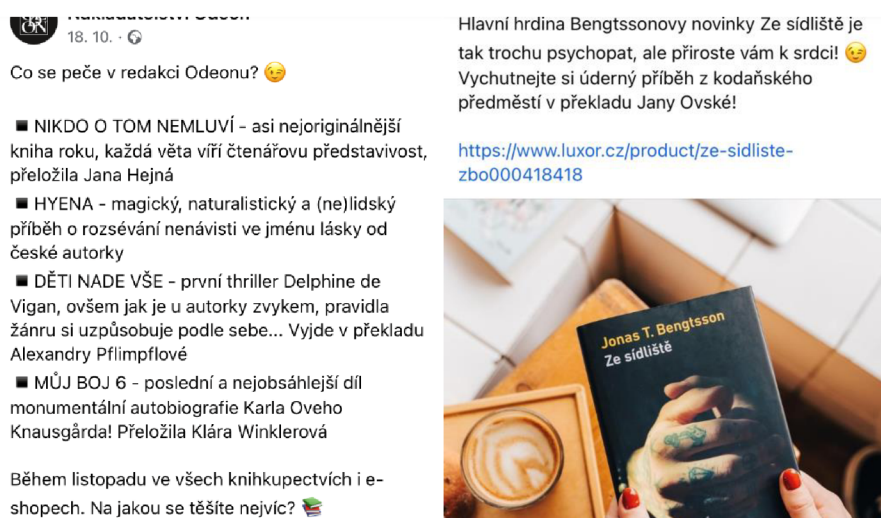 18. 10. ·
Co se peče v redakci Odeonu? 😉
■ NIKDO O TOM NEMLUVÍ - asi nejoriginálnější
kniha roku, každá věta víří čtenářovu představivost,
přeložila Jana Hejná
■ HYENA - magický, naturalistický a (ne)lidský
příběh o rozsévání nenávisti ve jménu lásky od
české autorky
■ DĚTI NADE VŠE - první thriller Delphine de
Vigan, ovšem jak je u autorky zvykem, pravidla
žánru si uzpůsobuje podle sebe... Vyjde v překladu
Alexandry Pflimpflové
■ MŮJ BOJ 6 - poslední a nejobsáhlejší díl
monumentální autobiografie Karla Oveho
Knausgårda! Přeložila Klára Winklerová
Během listopadu ve všech knihkupectvích i e-
shopech. Na jakou se těšíte nejvíc? 📚
Hlavní hrdina Bengtssonovy novinky Ze sídliště je
tak trochu psychopat, ale přiroste vám k srdci! 😉
Vychutnejte si úderný příběh z kodaňského
předměstí v překladu Jany Ovské!
https://www.luxor.cz/product/ze-sidliste-
zbo000418418
Jonas T. Bengtsson
Ze sídliště